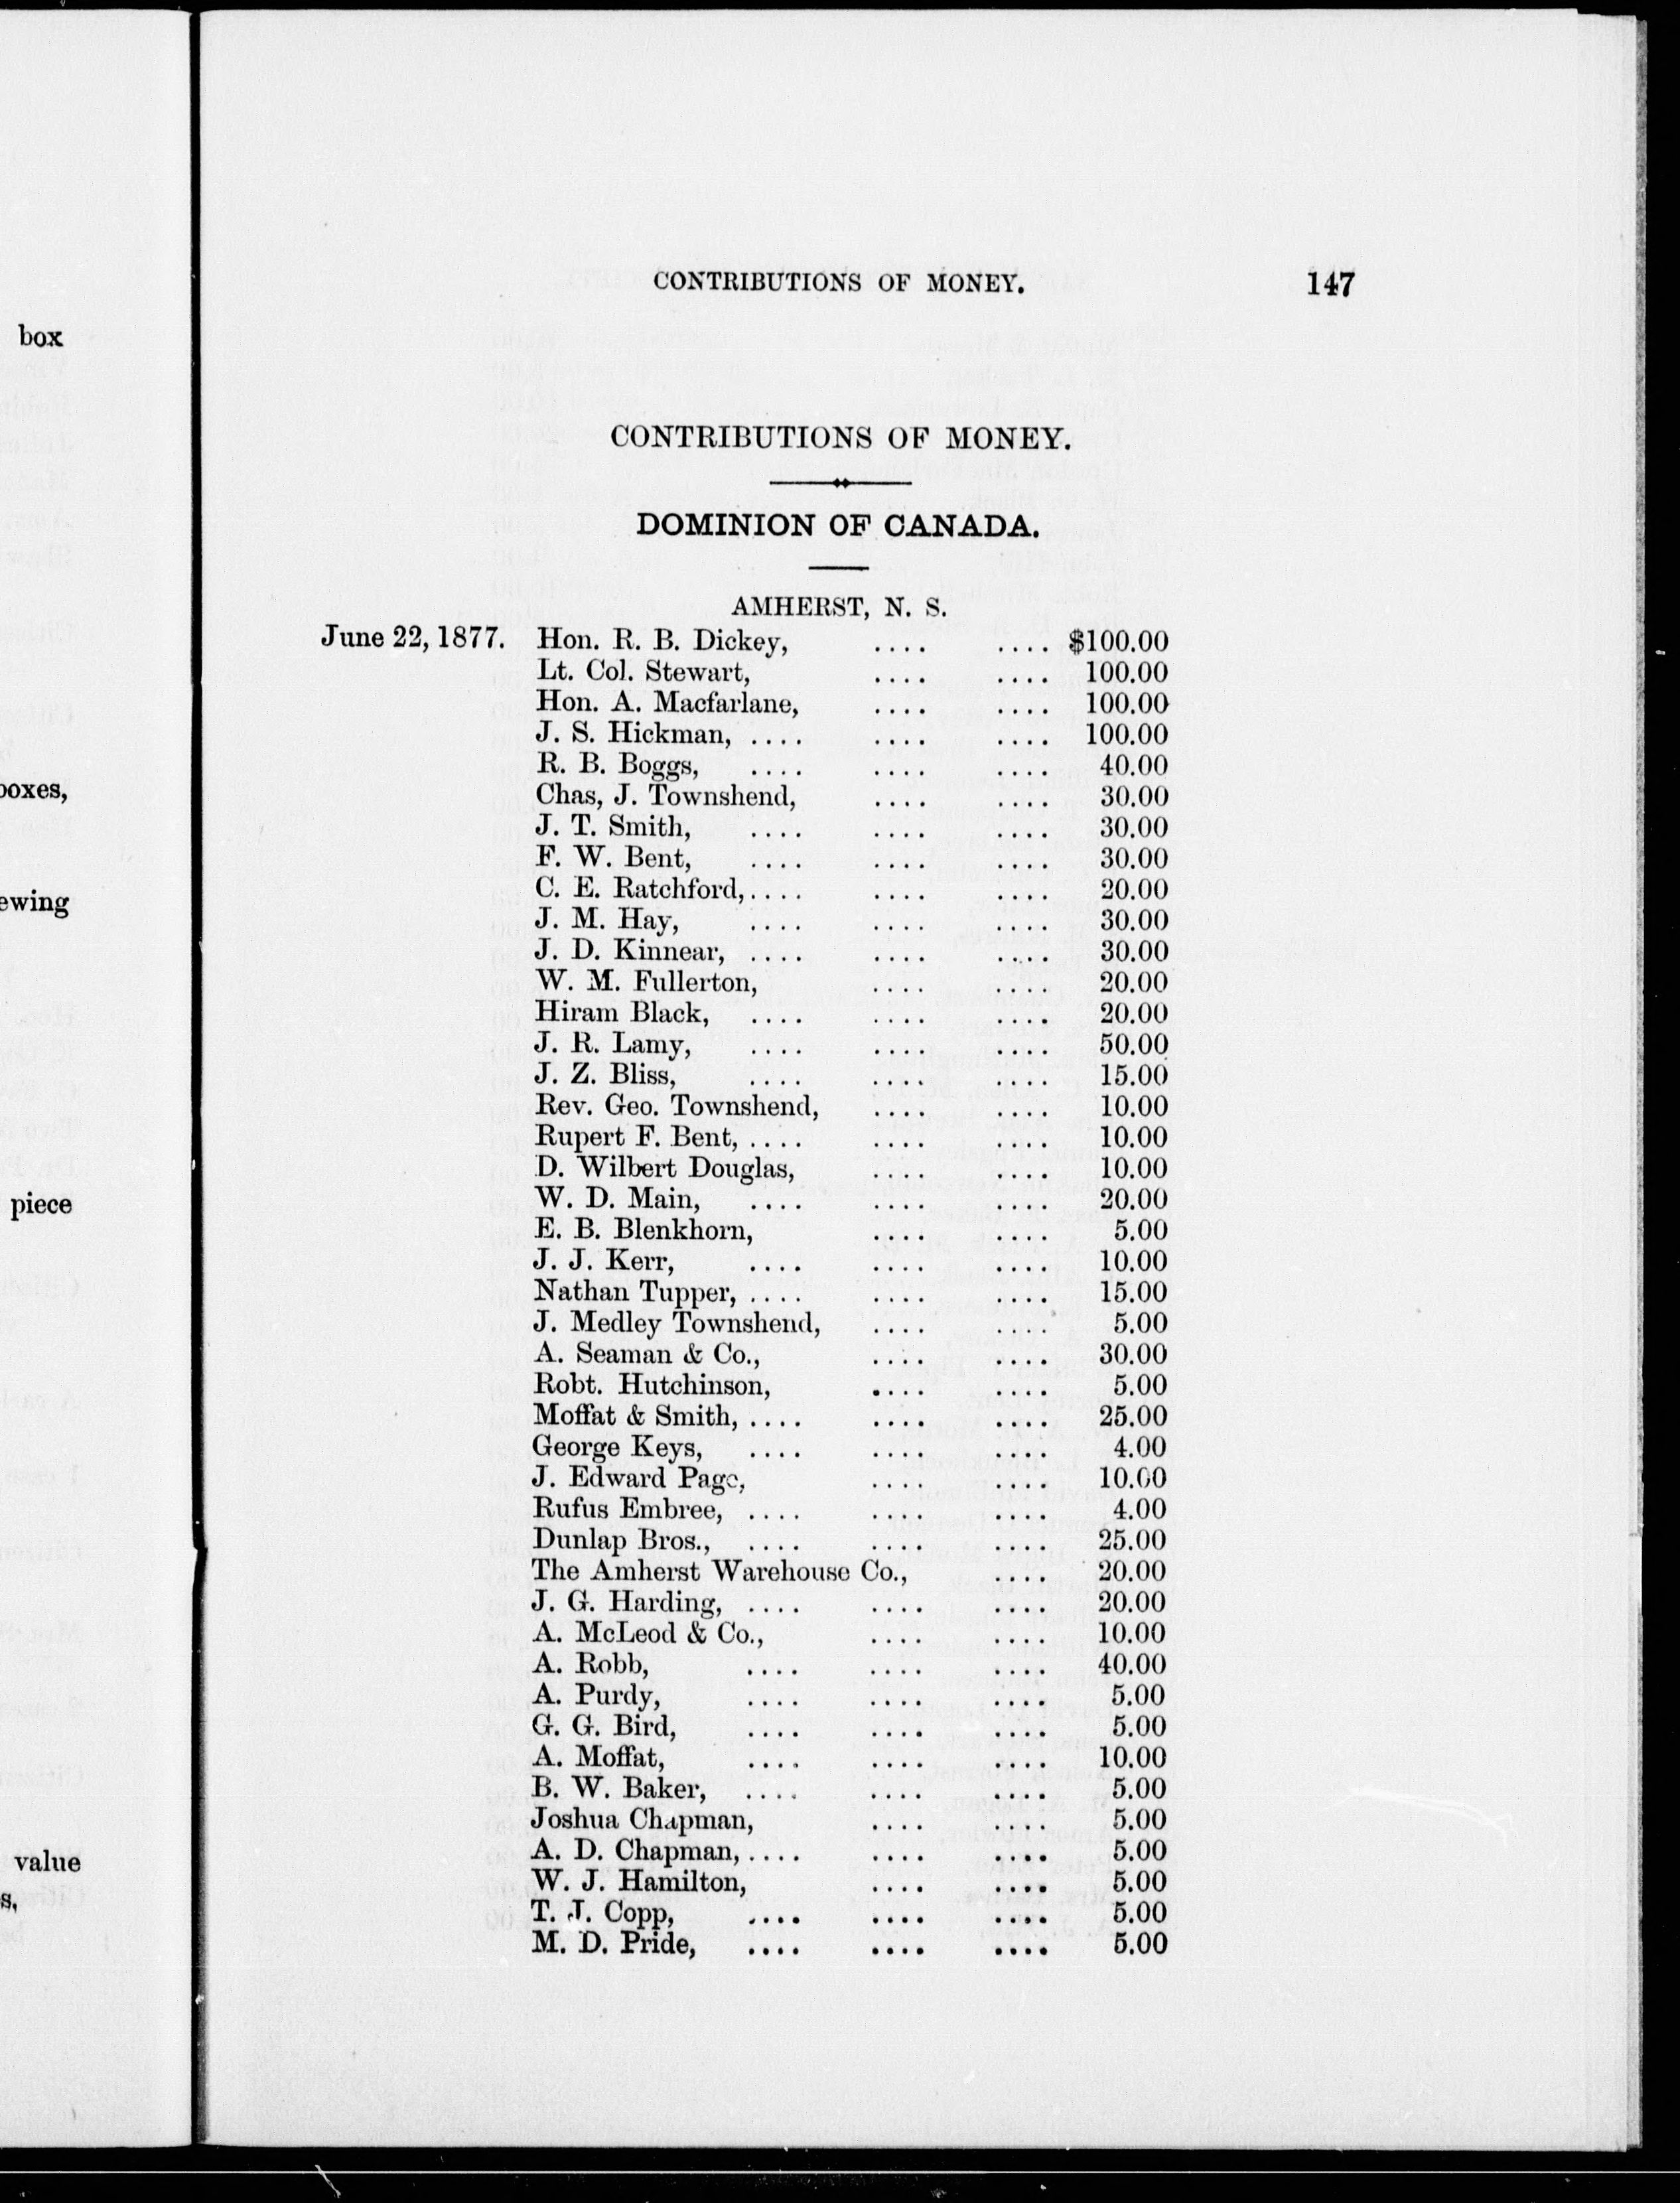 box
boxes,
piece
value
s,
CONTRIBUTIONS OF MONEY. 147
CONTRIBUTIONS OF MONEY.
DOMINION OF CANADA.
AMHERST, N. S.
June 22, 1877. Hon. R. B. Dickey, .... .... $100.00
Lt. Col. Stewart, .... .... 100.00
Hon. A. Macfarlane, .... .... 100.00
J. S. Hickman, .... .... .... 100.00
R. B. Boggs, .... .... .... 40.00
Chas, J. Townshend, .... .... 30.00
J. T. Smith, .... .... .... 30.00
F. W. Bent, .... .... .... 30.00
C. E. Ratchford, .... .... .... 20.00
J. M. Hay, .... .... .... 30.00
J. D. Kinnear, .... .... .... 30.00
W. M. Fullerton, .... .... 20.00
Hiram Black, .... .... .... 20.00
J. R. Lamy, .... .... .... 50.00
J. Z. Bliss, .... .... .... 15.00
Rev. Geo. Townshend, .... .... 10.00
Rupert F. Bent, .... .... .... 10.00
D. Wilbert Douglas, .... .... 10.00
W. D. Main, .... .... .... 20.00
E. B. Blenkhorn, .... .... 5.00
J. J. Kerr, .... .... .... 10.00
Nathan Tupper, .... .... .... 15.00
J. Medley Townshend, .... .... 5.00
A. Seaman & Co., .... .... 30.00
Robt. Hutchinson, .... .... 5.00
Moffat & Smith, .... .... .... 25.00
George Keys, .... .... .... 4.00
J. Edward Page, .... .... 10.00
Rufus Embree, .... .... .... 4.00
Dunlap Bros., .... .... .... 25.00
The Amherst Warehouse Co., .... 20.00
J. G. Harding, .... .... .... 20.00
A. McLeod & Co., .... .... 10.00
A. Robb, .... .... .... 40.00
A. Purdy, .... .... .... 5.00
G. G. Bird, .... .... .... 5.00
A. Moffat, .... .... .... 10.00
B. W. Baker, .... .... .... 5.00
Joshua Chapman, .... .... 5.00
A. D. Chapman, .... .... .... 5.00
W. J. Hamilton, .... .... 5.00
T. J. Copp, .... .... .... 5.00
M. D. Pride, .... .... .... 5.00